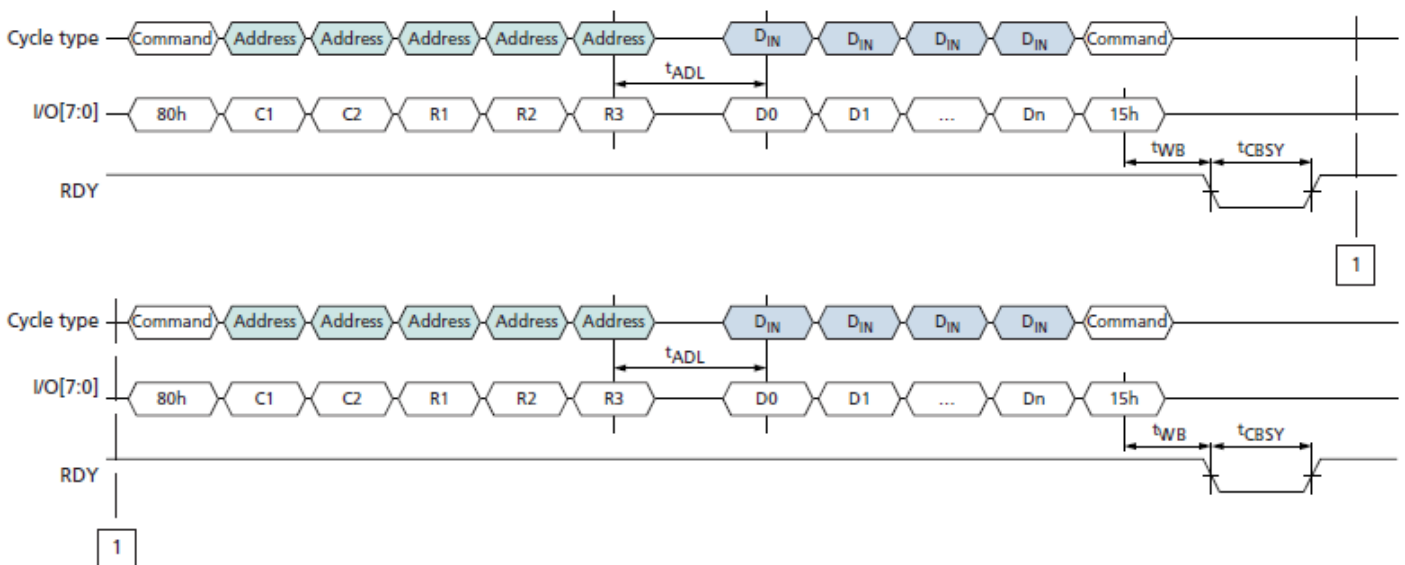 Cycle type Command Address Address Address Address Address DIN DIN DIN DIN Command
tADL
I/O[7:0] 80h C1 C2 R1 R2 R3 D0 D1 ... Dn 15h
tWB tCBSY
RDY
1
Cycle type Command Address Address Address Address Address DIN DIN DIN DIN Command
tADL
I/O[7:0] 80h C1 C2 R1 R2 R3 D0 D1 ... Dn 15h
tWB tCBSY
RDY
1